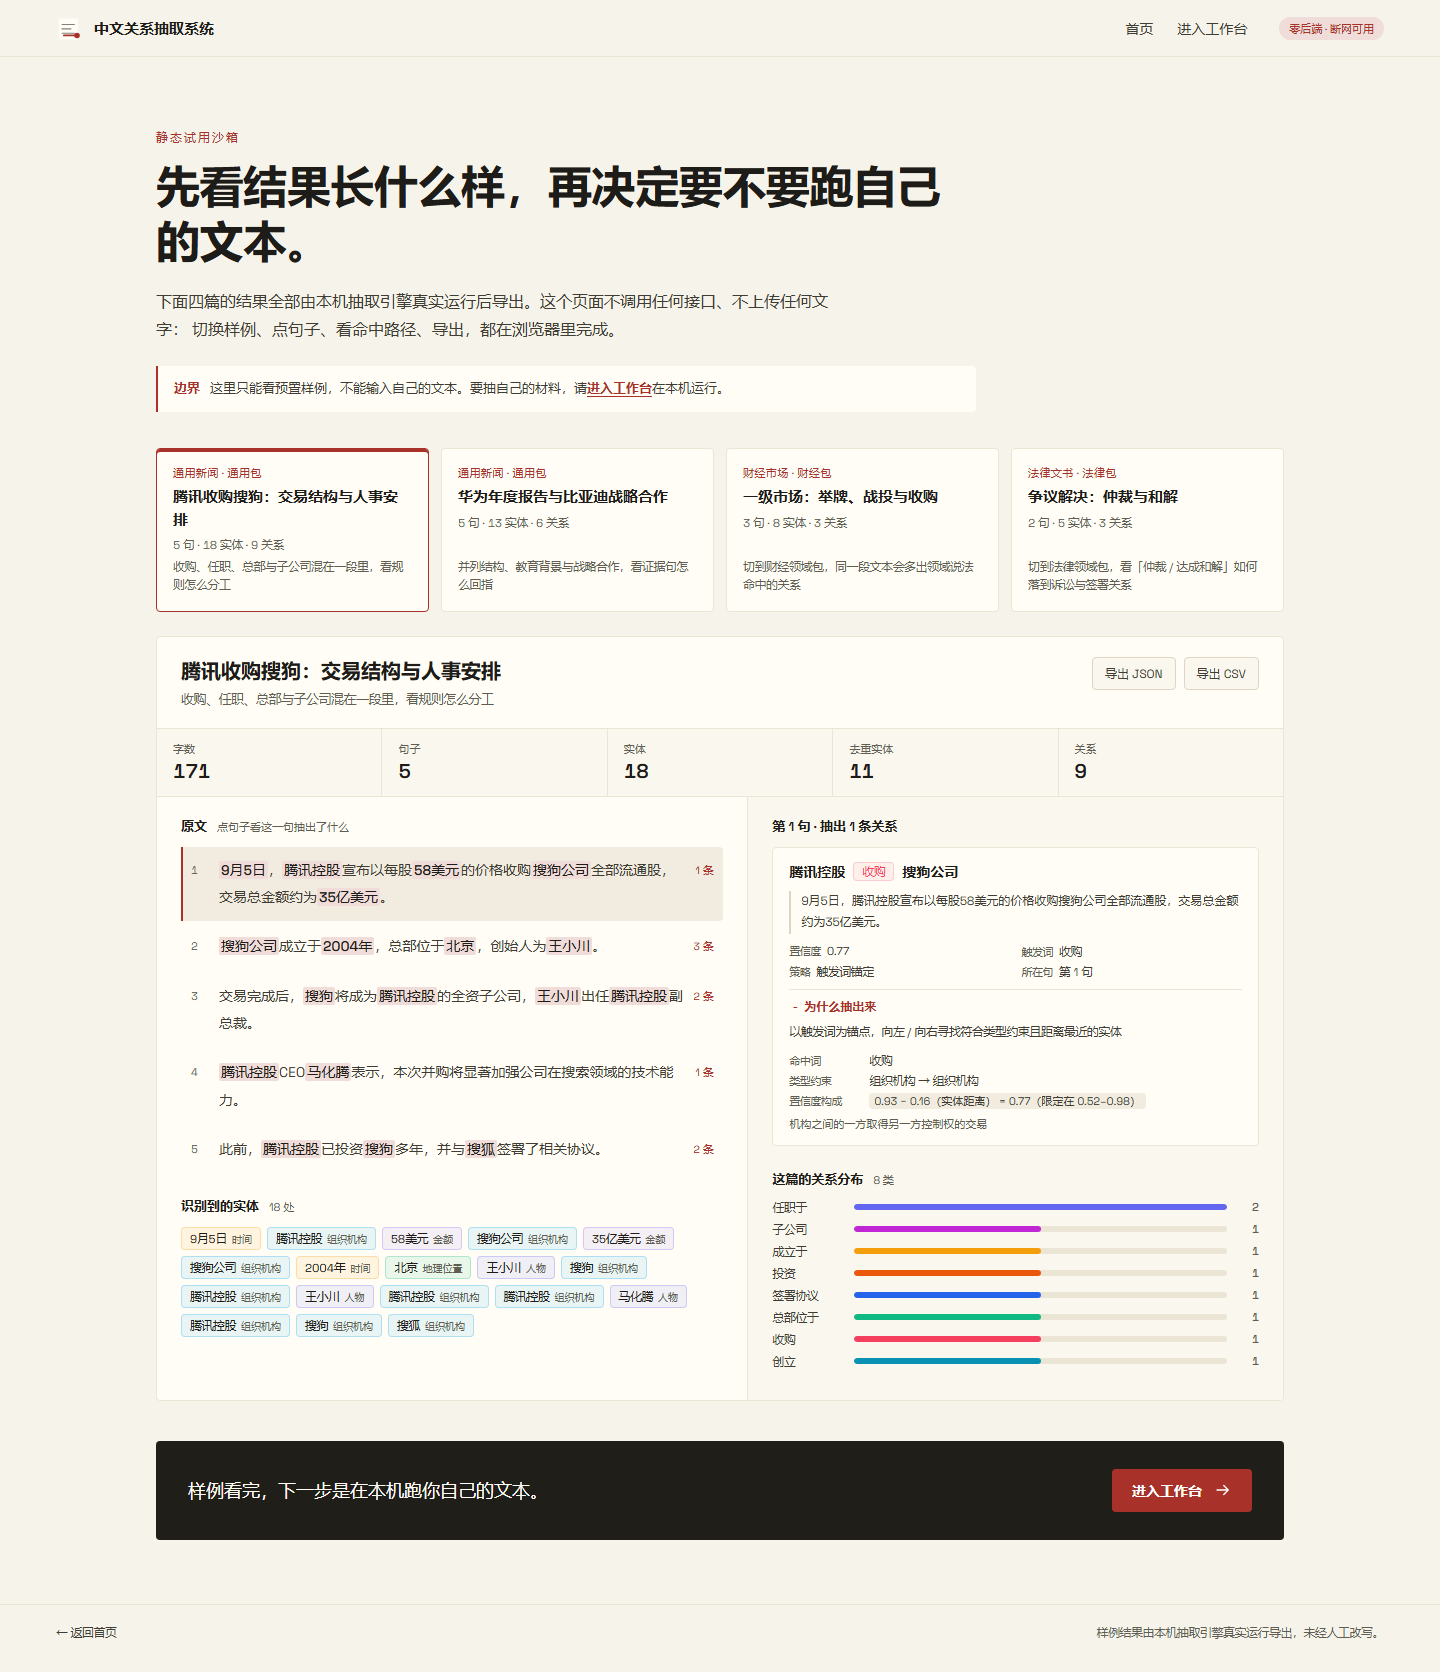 中文关系抽取系统
首页
进入工作台
零后端 · 断网可用
静态试用沙箱
先看结果长什么样，再决定要不要跑自己
的文本。
下面四篇的结果全部由本机抽取引擎真实运行后导出。这个页面不调用任何接口、不上传任何文
字： 切换样例、点句子、看命中路径、导出，都在浏览器里完成。
边界 这里只能看预置样例，不能输入自己的文本。要抽自己的材料，请进入工作台在本机运行。
通用新闻 · 通用包
腾讯收购搜狗：交易结构与人事安
排
5 句 · 18 实体 · 9 关系
收购、任职、总部与子公司混在一段里，看规
则怎么分工
通用新闻 · 通用包
华为年度报告与比亚迪战略合作
5 句 · 13 实体 · 6 关系
并列结构、教育背景与战略合作，看证据句怎
么回指
财经市场 · 财经包
一级市场：举牌、战投与收购
3 句 · 8 实体 · 3 关系
切到财经领域包，同一段文本会多出领域说法
命中的关系
法律文书 · 法律包
争议解决：仲裁与和解
2 句 · 5 实体 · 3 关系
切到法律领域包，看「仲裁 / 达成和解」如何
落到诉讼与签署关系
腾讯收购搜狗：交易结构与人事安排
收购、任职、总部与子公司混在一段里，看规则怎么分工
导出 JSON
导出 CSV
字数
171
句子
5
实体
18
去重实体
11
关系
9
原文 点句子看这一句抽出了什么
1 9月5日，腾讯控股宣布以每股58美元的价格收购搜狗公司全部流通股， 1 条
交易总金额约为35亿美元。
2 搜狗公司成立于2004年，总部位于北京，创始人为王小川。 3 条
3 交易完成后，搜狗将成为腾讯控股的全资子公司，王小川出任腾讯控股副 2 条
总裁。
4 腾讯控股CEO马化腾表示，本次并购将显著加强公司在搜索领域的技术能 1 条
力。
5 此前，腾讯控股已投资搜狗多年，并与搜狐签署了相关协议。 2 条
识别到的实体 18 处
9月5日 时间 腾讯控股 组织机构 58美元 金额 搜狗公司 组织机构 35亿美元 金额
搜狗公司 组织机构 2004年 时间 北京 地理位置 王小川 人物 搜狗 组织机构
腾讯控股 组织机构 王小川 人物 腾讯控股 组织机构 腾讯控股 组织机构 马化腾 人物
腾讯控股 组织机构 搜狗 组织机构 搜狐 组织机构
第 1 句 · 抽出 1 条关系
腾讯控股 收购 搜狗公司
9月5日，腾讯控股宣布以每股58美元的价格收购搜狗公司全部流通股，交易总金额
约为35亿美元。
置信度 0.77 触发词 收购
策略 触发词锚定 所在句 第 1 句
- 为什么抽出来
以触发词为锚点，向左 / 向右寻找符合类型约束且距离最近的实体
命中词 收购
类型约束 组织机构 → 组织机构
置信度构成 0.93 − 0.16（实体距离） = 0.77（限定在 0.52–0.98）
机构之间的一方取得另一方控制权的交易
这篇的关系分布 8 类
任职于 2
子公司 1
成立于 1
投资 1
签署协议 1
总部位于 1
收购 1
创立 1
样例看完，下一步是在本机跑你自己的文本。
进入工作台 →
← 返回首页
样例结果由本机抽取引擎真实运行导出，未经人工改写。